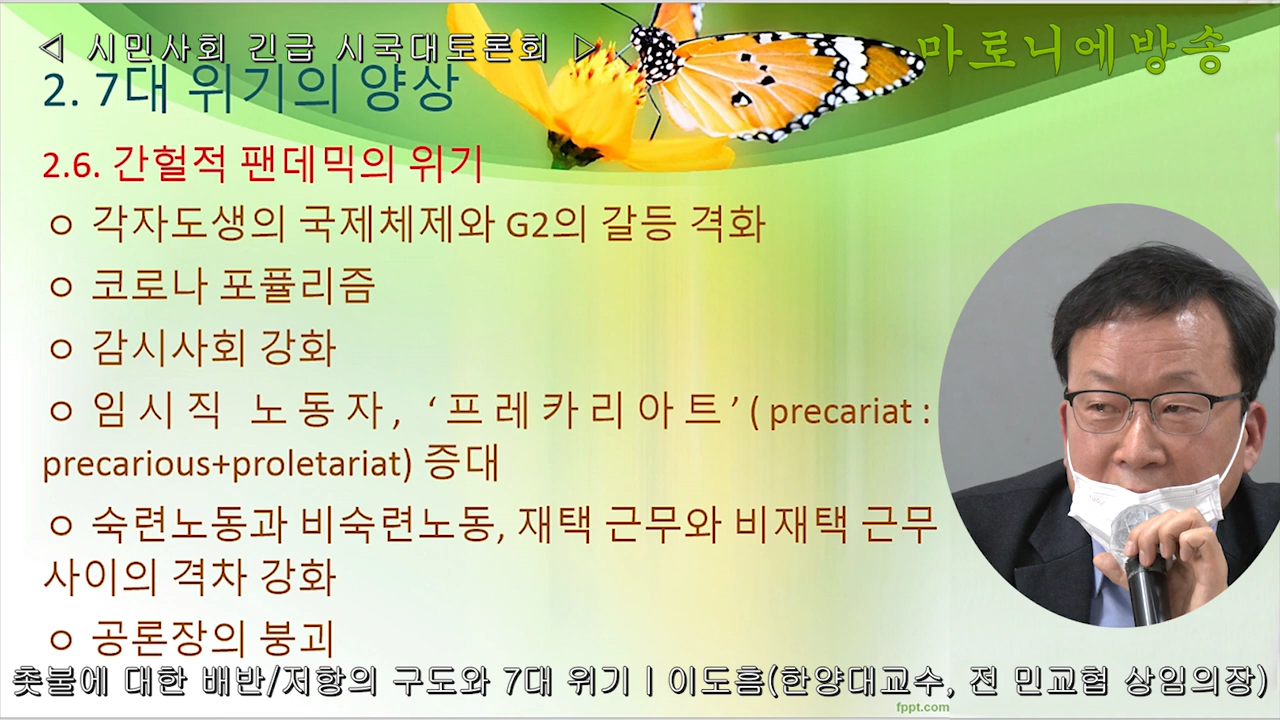 ◁ 시민사회 긴급 시국대토론회 ▷
마로니에방송
2. 7대 위기의 양상
2.6. 간헐적 팬데믹의 위기
ㅇ 각자도생의 국제체제와 G2의 갈등 격화
ㅇ 코로나 포퓰리즘
ㅇ 감시사회 강화
ㅇ 임시직 노동자, ‘프레카리아트’(precariat :
precarious+proletariat) 증대
ㅇ 숙련노동과 비숙련노동, 재택 근무와 비재택 근무
사이의 격차 강화
ㅇ 공론장의 붕괴
촛불에 대한 배반/저항의 구도와 7대 위기 | 이도흠(한양대교수, 전 민교협 상임의장)
fppt.com